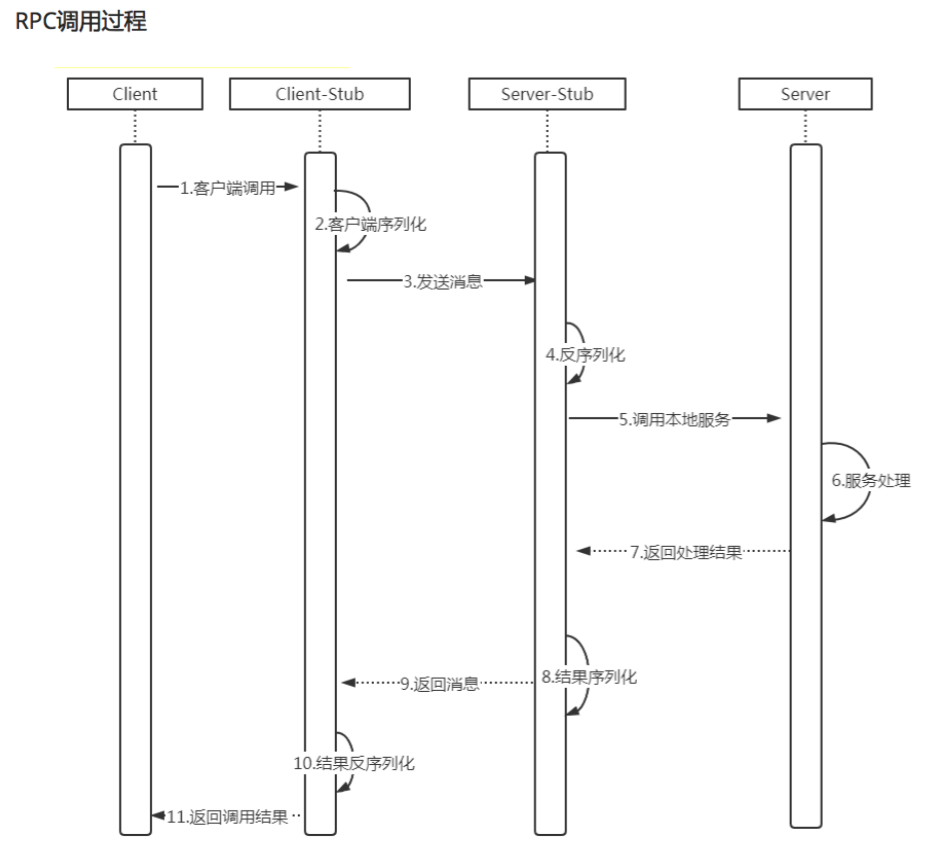 RPC调用过程
Client
Client-Stub
Server-Stub
Server
1.客户端调用
2.客户端序列化
3.发送消息
4.反序列化
5.调用本地服务
6.服务处理
7.返回处理结果
8.结果序列化
9.返回消息
10.结果反序列化
11.返回调用结果